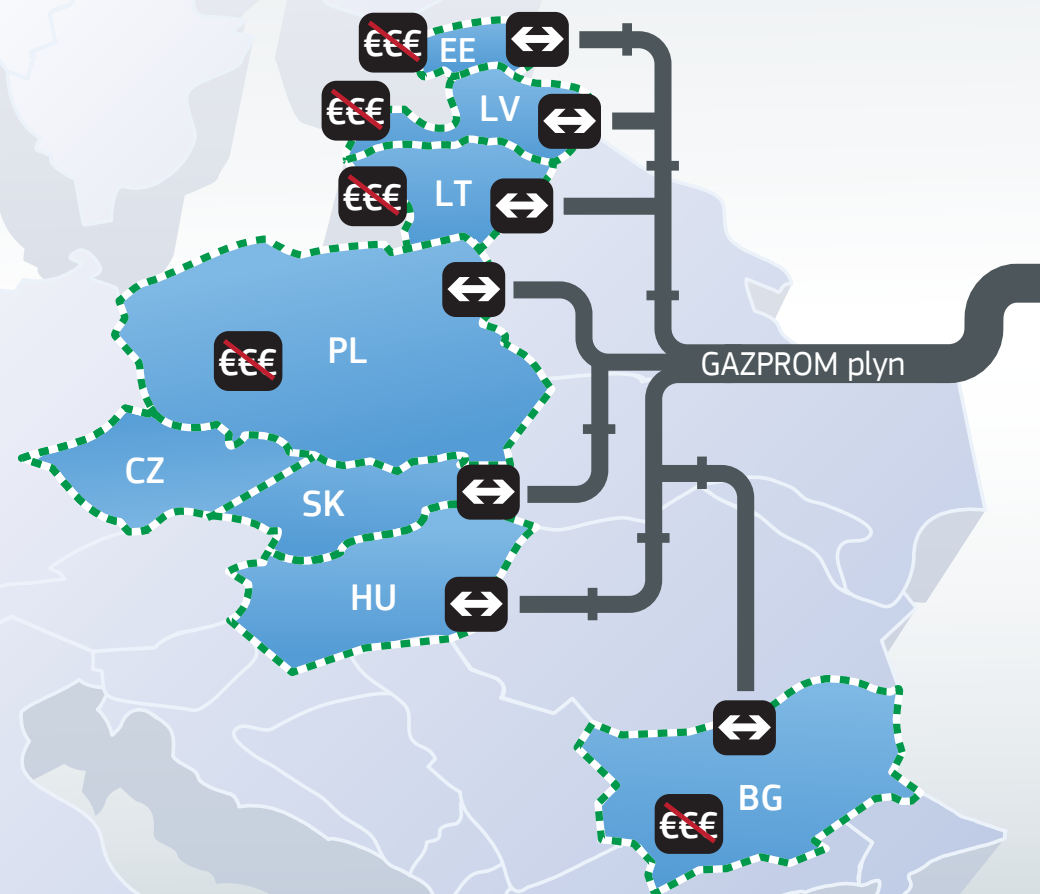 €€€ EE
€€€ LV
€€€ LT
€€€ PL
GAZPROM plyn
CZ
SK
HU
BG
€€€